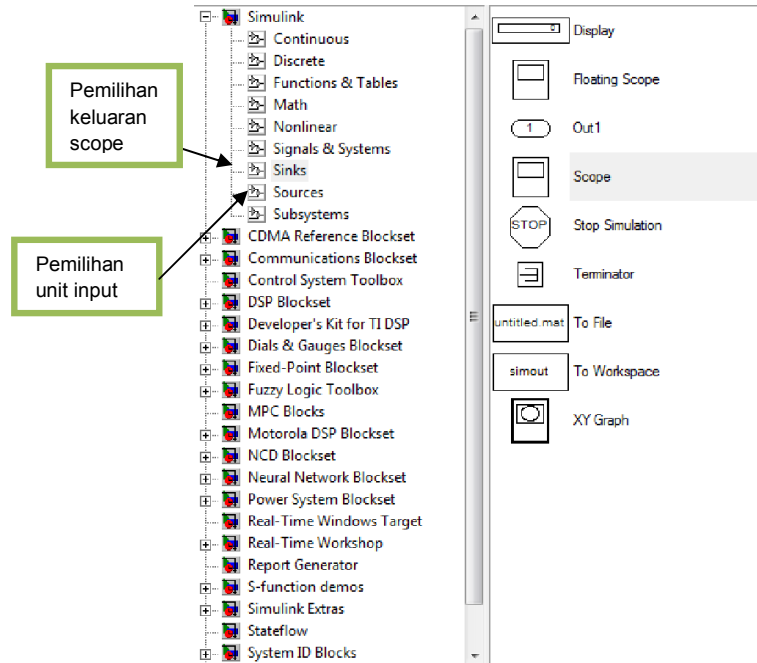 Pemilihan
keluaran
scope
Pemilihan
unit input
Simulink
Continuous
Discrete
Functions & Tables
Math
Nonlinear
Signals & Systems
Sinks
Sources
Subsystems
CDMA Reference Blockset
Communications Blockset
Control System Toolbox
DSP Blockset
Developer's Kit for TI DSP
Dials & Gauges Blockset
Fixed-Point Blockset
Fuzzy Logic Toolbox
MPC Blocks
Motorola DSP Blockset
NCD Blockset
Neural Network Blockset
Power System Blockset
Real-Time Windows Target
Real-Time Workshop
Report Generator
S-function demos
Simulink Extras
Stateflow
System ID Blocks
0 Display
Floating Scope
1 Out1
Scope
STOP Stop Simulation
Terminator
untitled.mat To File
simout To Workspace
XY Graph